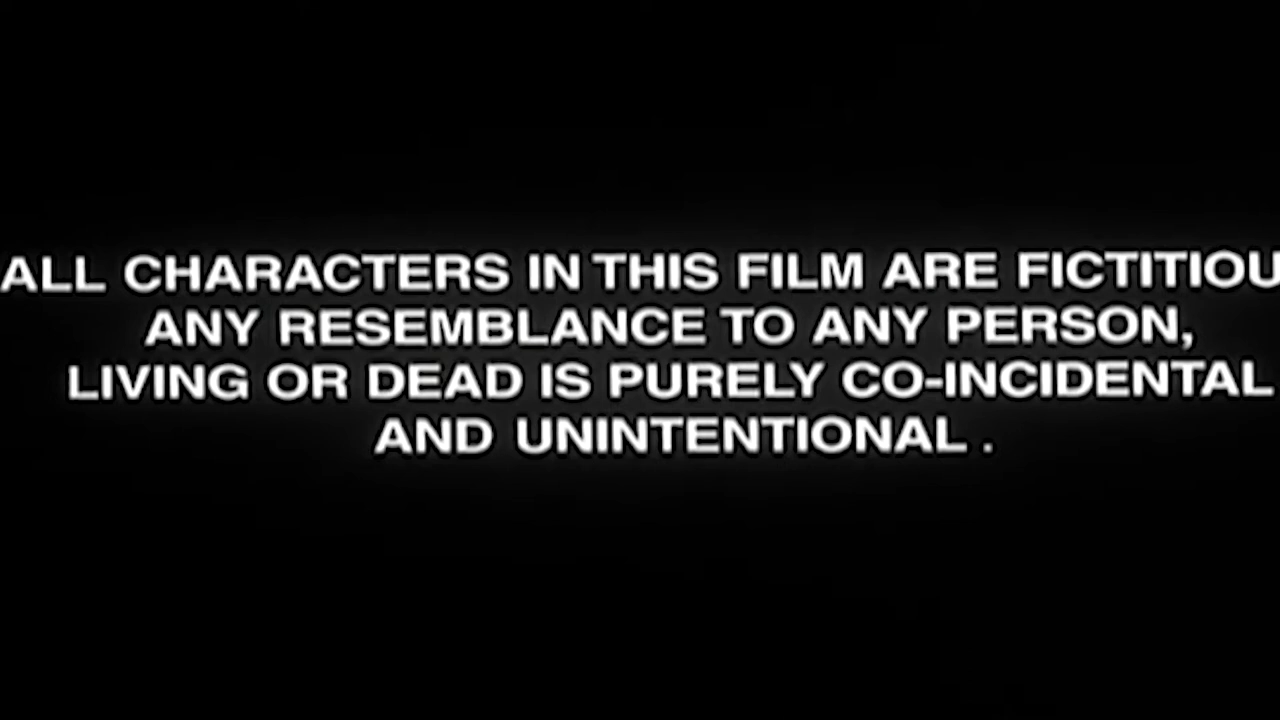 ALL CHARACTERS IN THIS FILM ARE FICTITIOU
ANY RESEMBLANCE TO ANY PERSON,
LIVING OR DEAD IS PURELY CO-INCIDENTAL
AND UNINTENTIONAL .